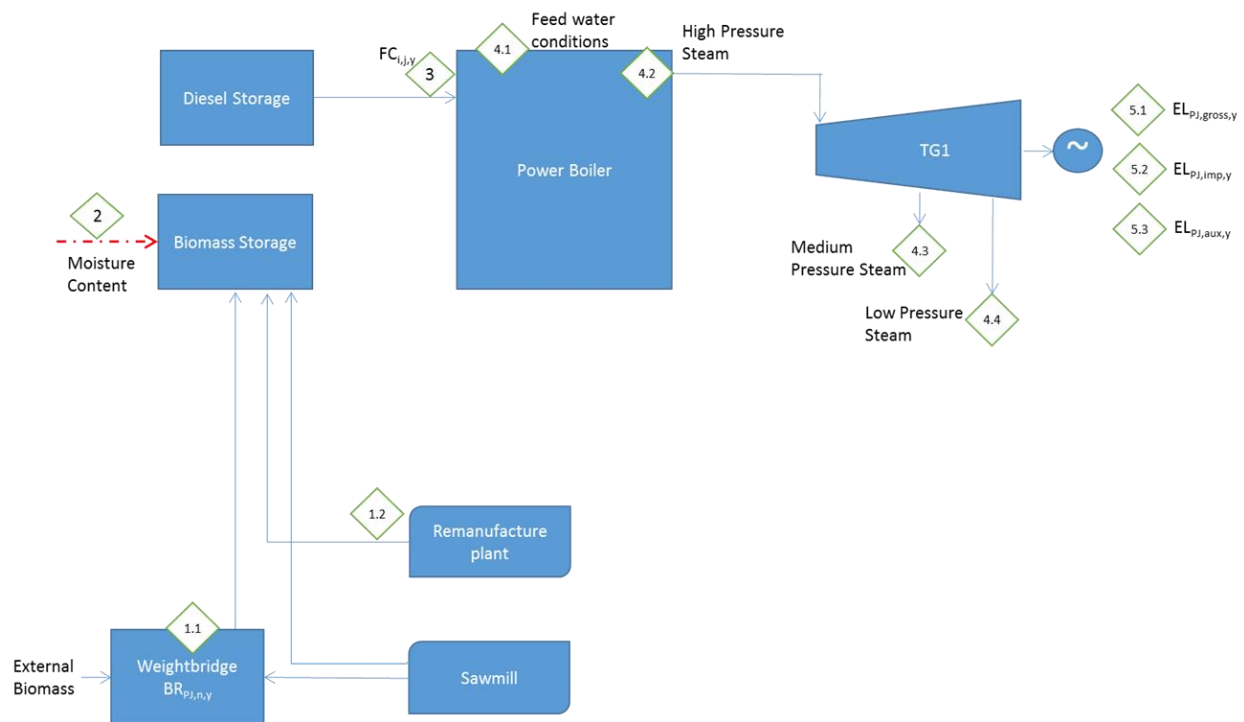 Feed water
conditions
High Pressure
Steam
FCi,j,y
4.1
3
4.2
Diesel Storage
Power Boiler
TG1
~
5.1
ELPJ,gross,y
5.2
ELPJ,imp,y
5.3
ELPJ,aux,y
2
Biomass Storage
Moisture
Content
Medium
Pressure Steam
4.3
Low Pressure
Steam
4.4
1.2
Remanufacture
plant
1.1
External
Biomass
Weightbridge
BRPJ,n,y
Sawmill